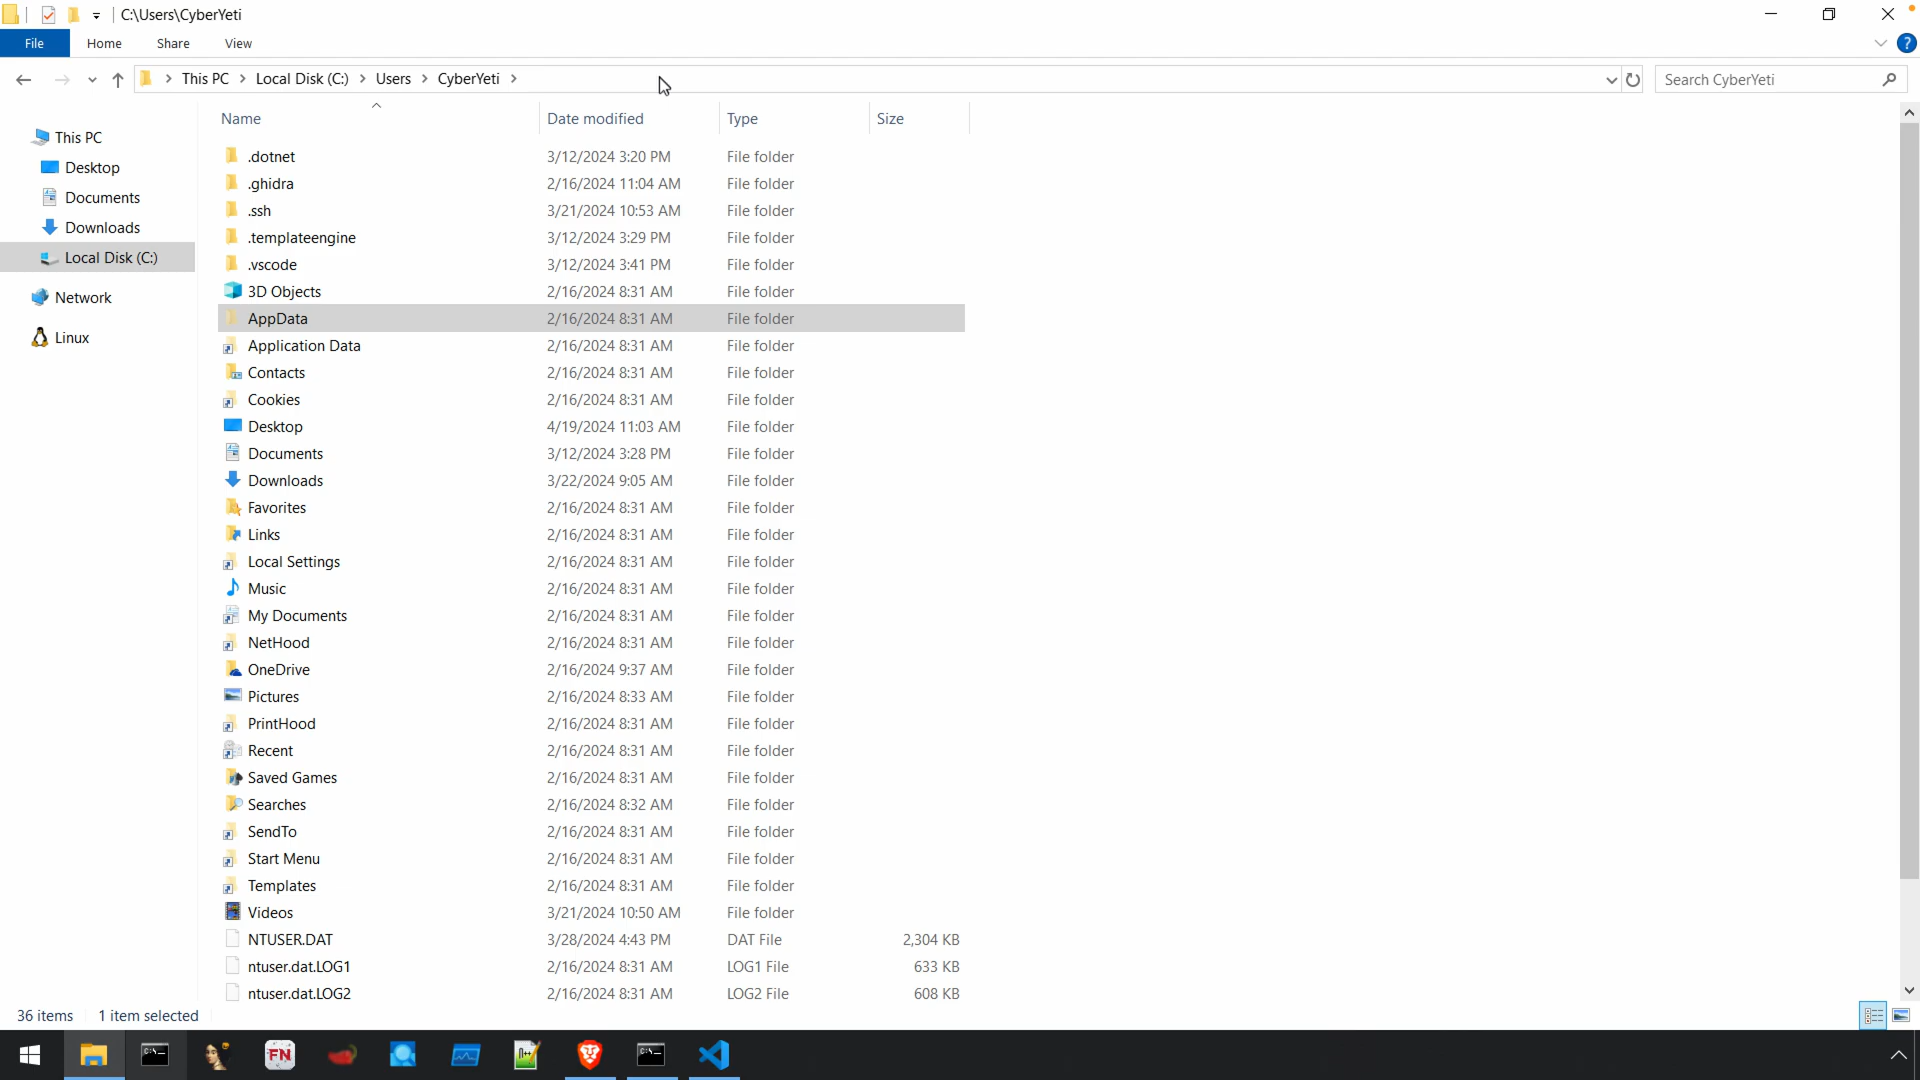 C:\Users\CyberYeti
File Home Share View
This PC Local Disk (C:) Users CyberYeti
Search CyberYeti
Name Date modified Type Size
This PC
Desktop
Documents
Downloads
Local Disk (C:)
Network
Linux
.dotnet 3/12/2024 3:20 PM File folder
.ghidra 2/16/2024 11:04 AM File folder
.ssh 3/21/2024 10:53 AM File folder
.templateengine 3/12/2024 3:29 PM File folder
.vscode 3/12/2024 3:41 PM File folder
3D Objects 2/16/2024 8:31 AM File folder
AppData 2/16/2024 8:31 AM File folder
Application Data 2/16/2024 8:31 AM File folder
Contacts 2/16/2024 8:31 AM File folder
Cookies 2/16/2024 8:31 AM File folder
Desktop 4/19/2024 11:03 AM File folder
Documents 3/12/2024 3:28 PM File folder
Downloads 3/22/2024 9:05 AM File folder
Favorites 2/16/2024 8:31 AM File folder
Links 2/16/2024 8:31 AM File folder
Local Settings 2/16/2024 8:31 AM File folder
Music 2/16/2024 8:31 AM File folder
My Documents 2/16/2024 8:31 AM File folder
NetHood 2/16/2024 8:31 AM File folder
OneDrive 2/16/2024 9:37 AM File folder
Pictures 2/16/2024 8:33 AM File folder
PrintHood 2/16/2024 8:31 AM File folder
Recent 2/16/2024 8:31 AM File folder
Saved Games 2/16/2024 8:31 AM File folder
Searches 2/16/2024 8:32 AM File folder
SendTo 2/16/2024 8:31 AM File folder
Start Menu 2/16/2024 8:31 AM File folder
Templates 2/16/2024 8:31 AM File folder
Videos 3/21/2024 10:50 AM File folder
NTUSER.DAT 3/28/2024 4:43 PM DAT File 2,304 KB
ntuser.dat.LOG1 2/16/2024 8:31 AM LOG1 File 633 KB
ntuser.dat.LOG2 2/16/2024 8:31 AM LOG2 File 608 KB
36 items 1 item selected
FN